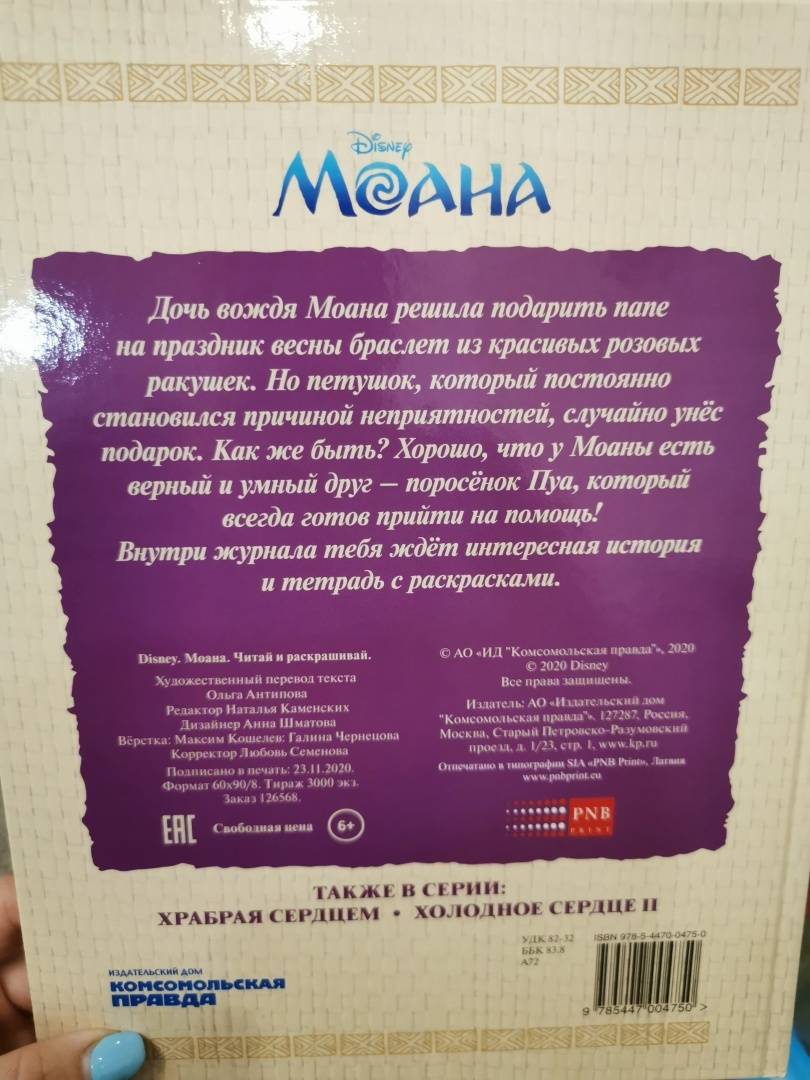 Disney
МОАНА
Дочь вождя Моана решила подарить папе
на праздник весны браслет из красивых розовых
ракушек. Но петушок, который постоянно
становился причиной неприятностей, случайно унёс
подарок. Как же быть? Хорошо, что у Моаны есть
верный и умный друг – поросёнок Пуа, который
всегда готов прийти на помощь!
Внутри журнала тебя ждёт интересная история
и тетрадь с раскрасками.
Disney. Моана. Читай и раскрашивай.
Художественный перевод текста
Ольга Антипова
Редактор Наталья Каменских
Дизайнер Анна Шматова
Вёрстка: Максим Кошелев; Галина Чернецова
Корректор Любовь Семенова
Подписано в печать: 23.11.2020.
Формат 60х90/8. Тираж 3000 экз.
Заказ 126568.
ЕАС Свободная цена 6+
© АО «ИД "Комсомольская правда"», 2020
© 2020 Disney
Все права защищены.
Издатель: АО «Издательский дом
"Комсомольская правда"». 127287, Россия,
Москва, Старый Петровско-Разумовский
проезд, д. 1/23, стр. 1, www.kp.ru
Отпечатано в типографии SIA «PNB Print», Латвия
www.pnbprint.eu
PNB
PRINT
ТАКЖЕ В СЕРИИ:
ХРАБРАЯ СЕРДЦЕМ • ХОЛОДНОЕ СЕРДЦЕ II
ИЗДАТЕЛЬСКИЙ ДОМ
КОМСОМОЛЬСКАЯ
ПРАВДА
УДК 82-32
ББК 83.8
А72
ISBN 978-5-4470-0475-0
9 785447 004750 >